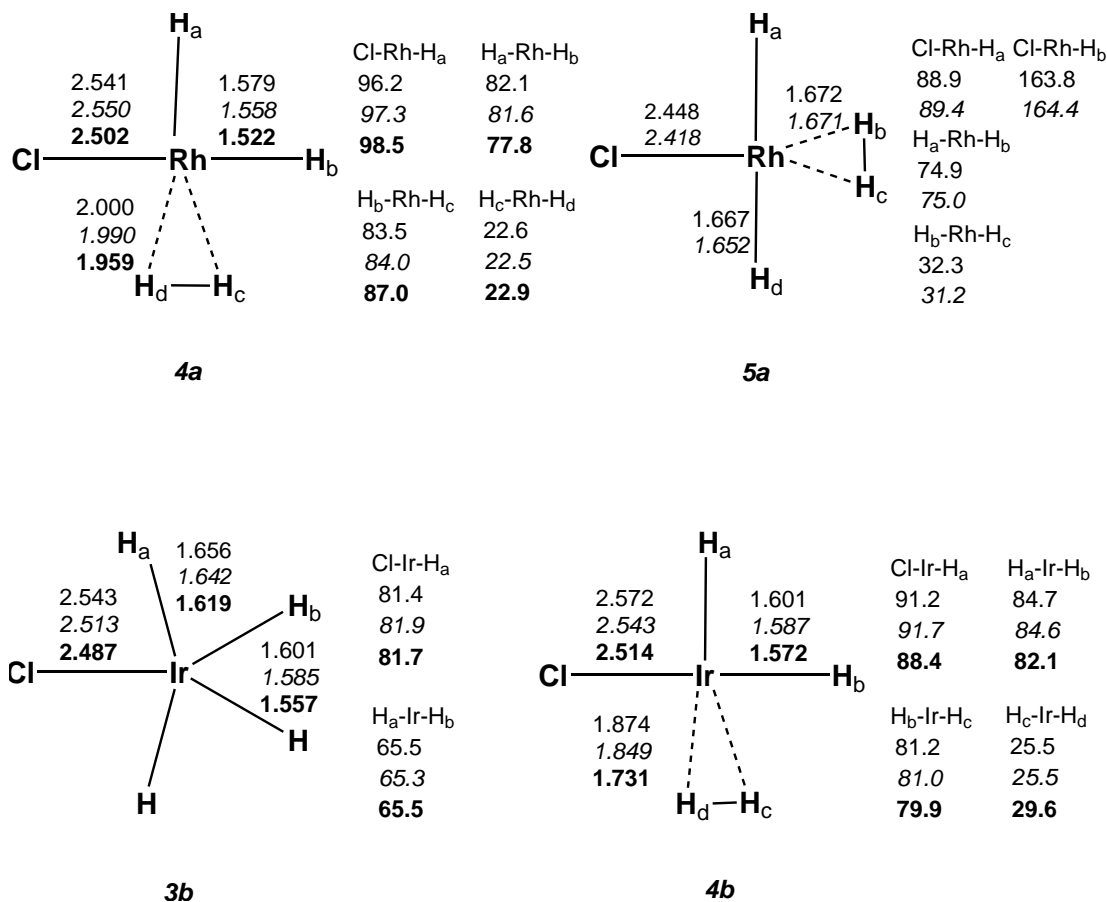 Ha
Cl-Rh-Ha Ha-Rh-Hb
96.2 82.1
97.3 81.6
98.5 77.8
2.541 1.579
2.550 1.558
2.502 1.522
Cl Rh Hb
Hb-Rh-Hc Hc-Rh-Hd
83.5 22.6
84.0 22.5
87.0 22.9
2.000
1.990
1.959
Hd Hc
4a
Ha
Cl-Rh-Ha Cl-Rh-Hb
88.9 163.8
89.4 164.4
2.448 1.672
2.418 1.671
Hb
Cl Rh
Hc
Ha-Rh-Hb
74.9
75.0
Hb-Rh-Hc
32.3
31.2
1.667
1.652
Hd
5a
Ha
1.656
1.642
1.619
Cl-Ir-Ha
81.4
81.9
81.7
2.543
2.513
2.487
Hb
Cl Ir
1.601
1.585
1.557
H
H
Ha-Ir-Hb
65.5
65.3
65.5
3b
Ha
Cl-Ir-Ha Ha-Ir-Hb
91.2 84.7
91.7 84.6
88.4 82.1
2.572 1.601
2.543 1.587
2.514 1.572
Cl Ir Hb
1.874
1.849
1.731
Hb-Ir-Hc Hc-Ir-Hd
81.2 25.5
81.0 25.5
79.9 29.6
Hd Hc
4b